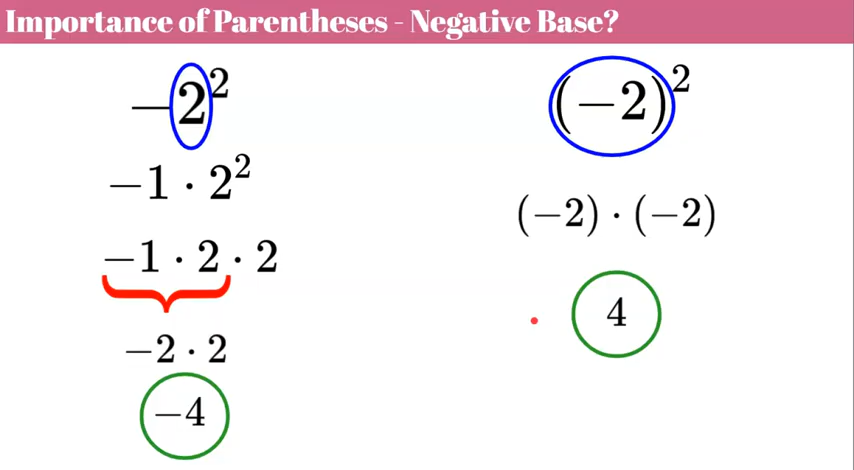 Importance of Parentheses - Negative Base?
−2²
−1 · 2²
−1 · 2 · 2
−2 · 2
−4
(−2)²
(−2) · (−2)
4